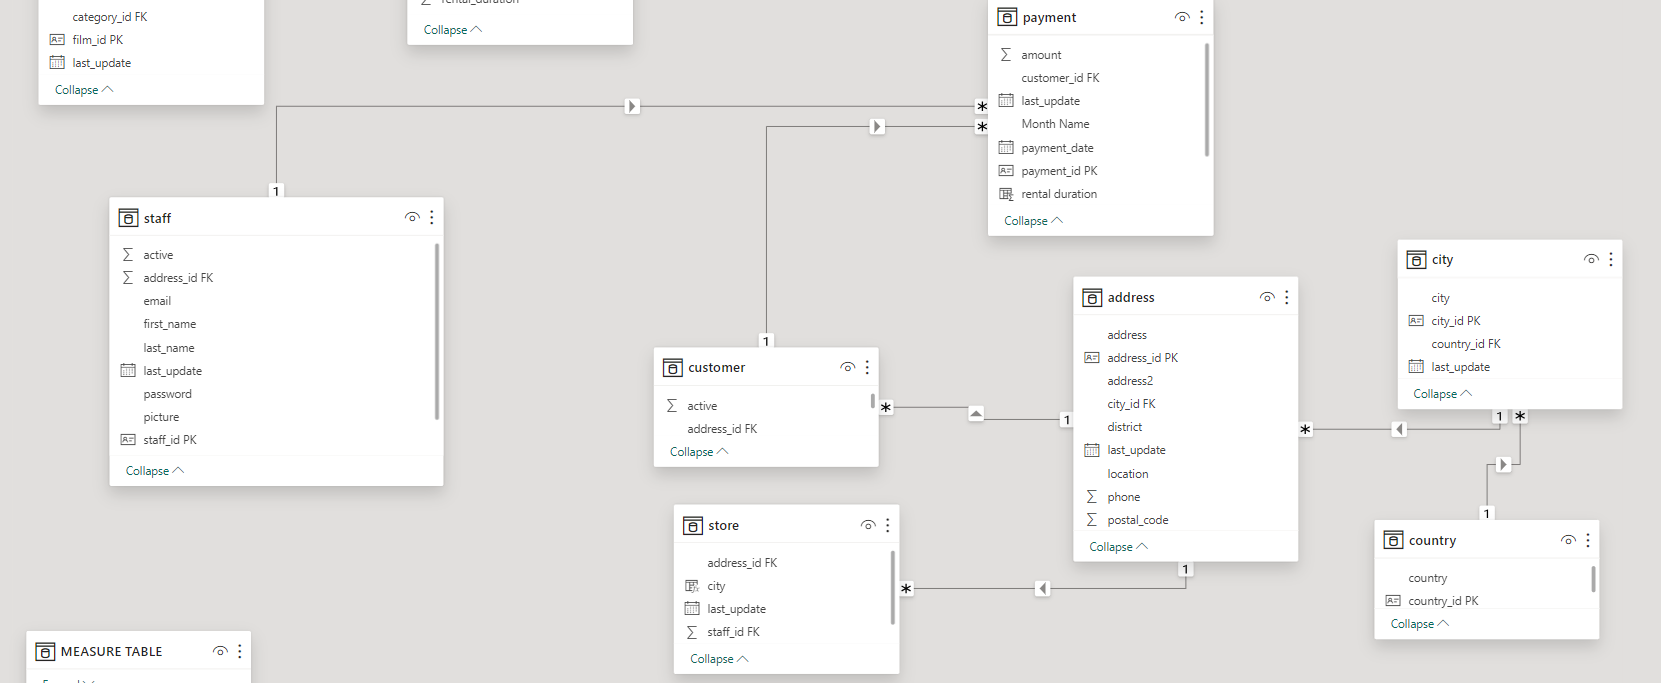 category_id FK
film_id PK
last_update
Collapse
rental_duration
Collapse
payment
amount
customer_id FK
last_update
Month Name
payment_date
payment_id PK
rental duration
Collapse
*
*
1
staff
active
address_id FK
email
first_name
last_name
last_update
password
picture
staff_id PK
Collapse
1
customer
active
address_id FK
Collapse
*
1
address
address
address_id PK
address2
city_id FK
district
last_update
location
phone
postal_code
Collapse
1
*
city
city
city_id PK
country_id FK
last_update
Collapse
1
*
1
country
country
country_id PK
Collapse
store
address_id FK
city
last_update
staff_id FK
Collapse
*
MEASURE TABLE